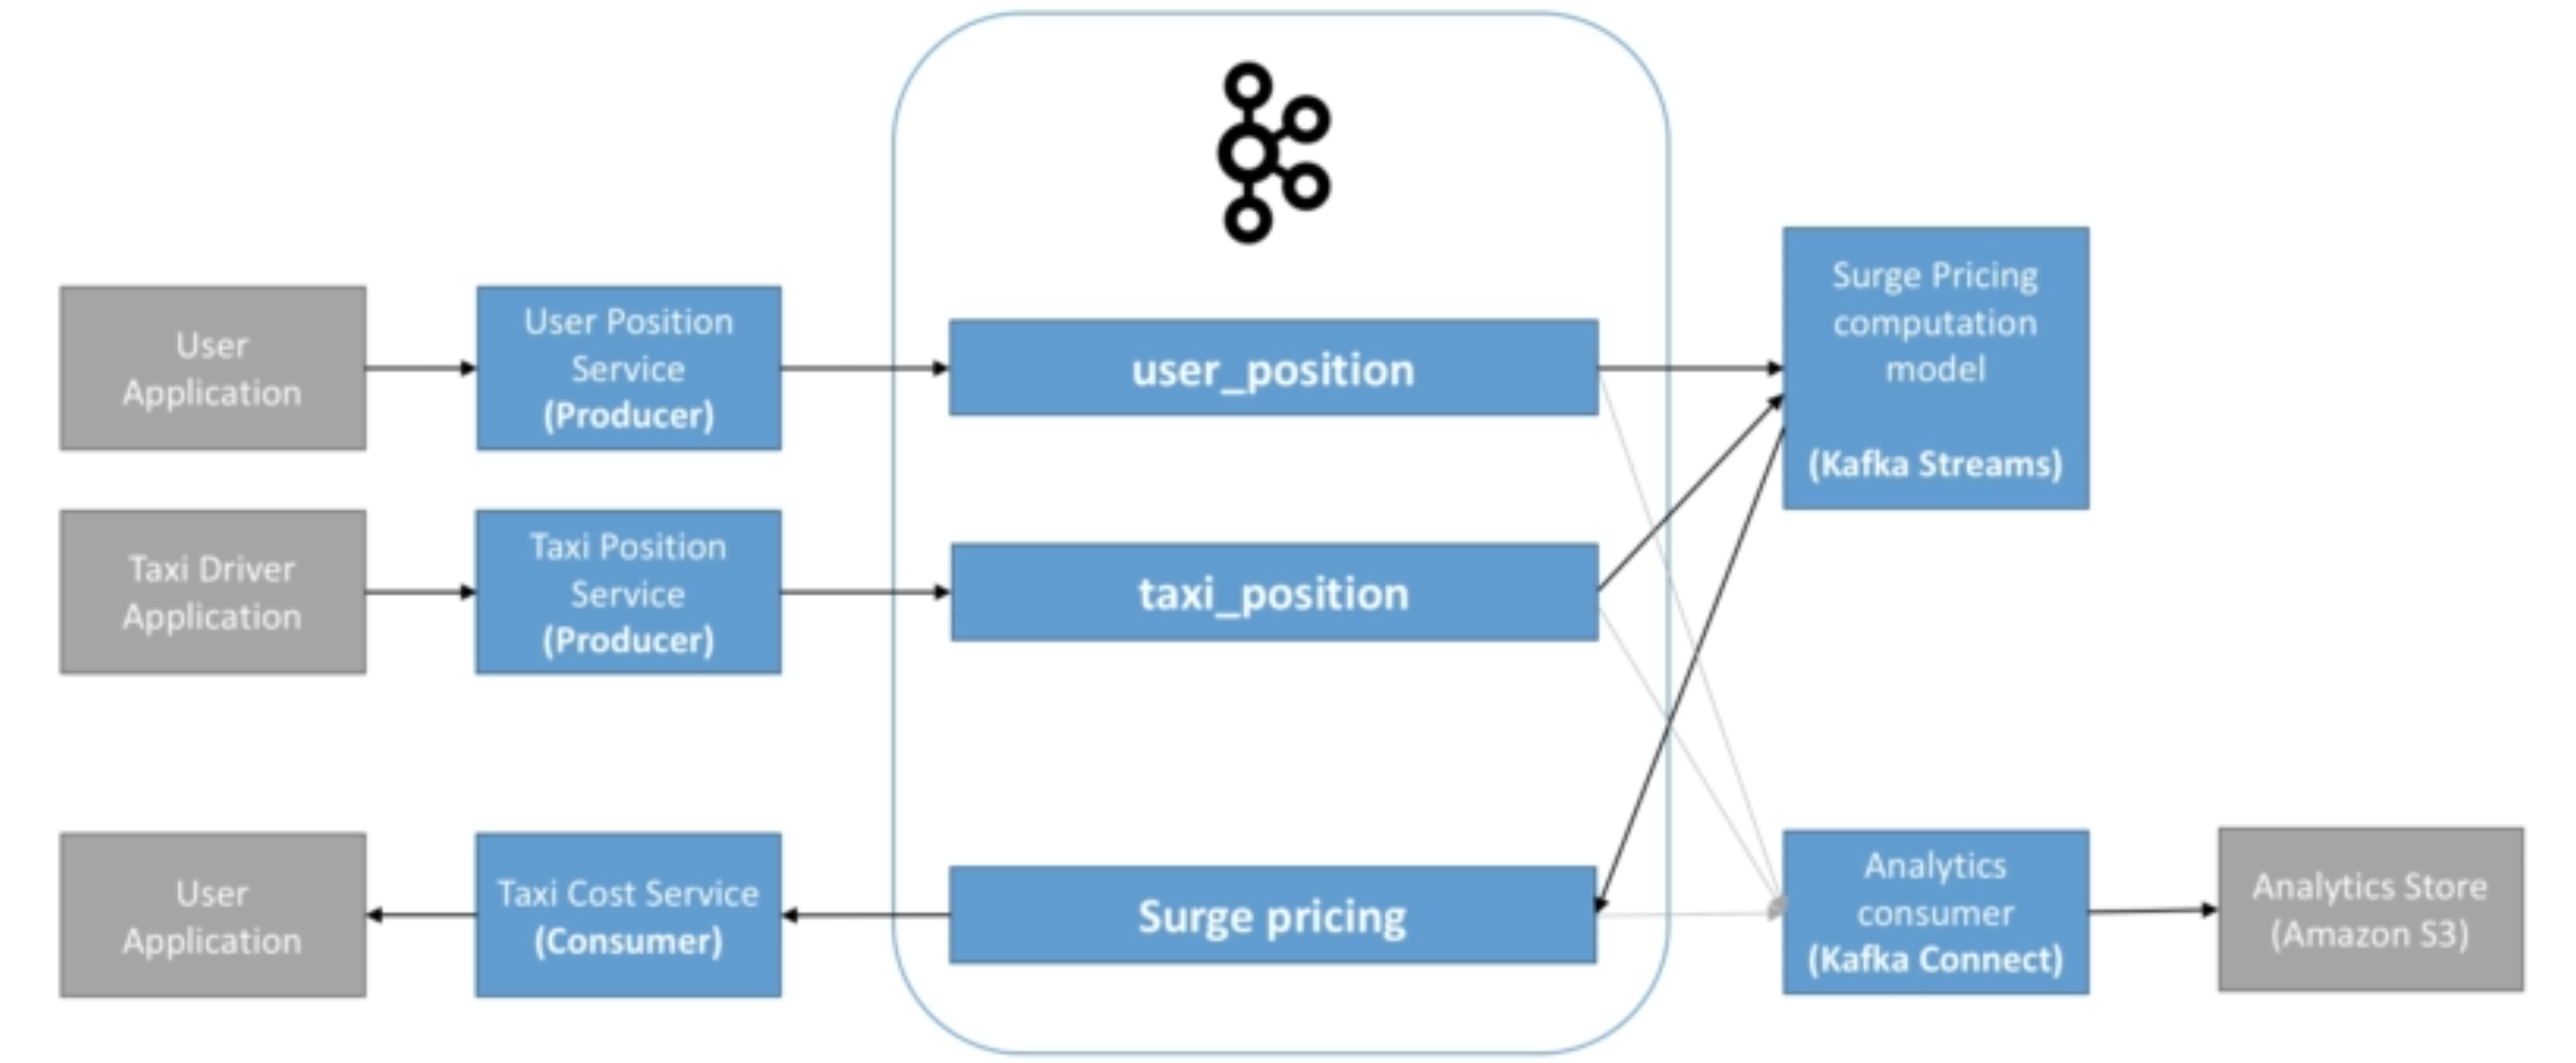 User
Application
User Position
Service
(Producer)
user_position
Surge Pricing
computation
model
(Kafka Streams)
Taxi Driver
Application
Taxi Position
Service
(Producer)
taxi_position
User
Application
Taxi Cost Service
(Consumer)
Surge pricing
Analytics
consumer
(Kafka Connect)
Analytics Store
(Amazon S3)